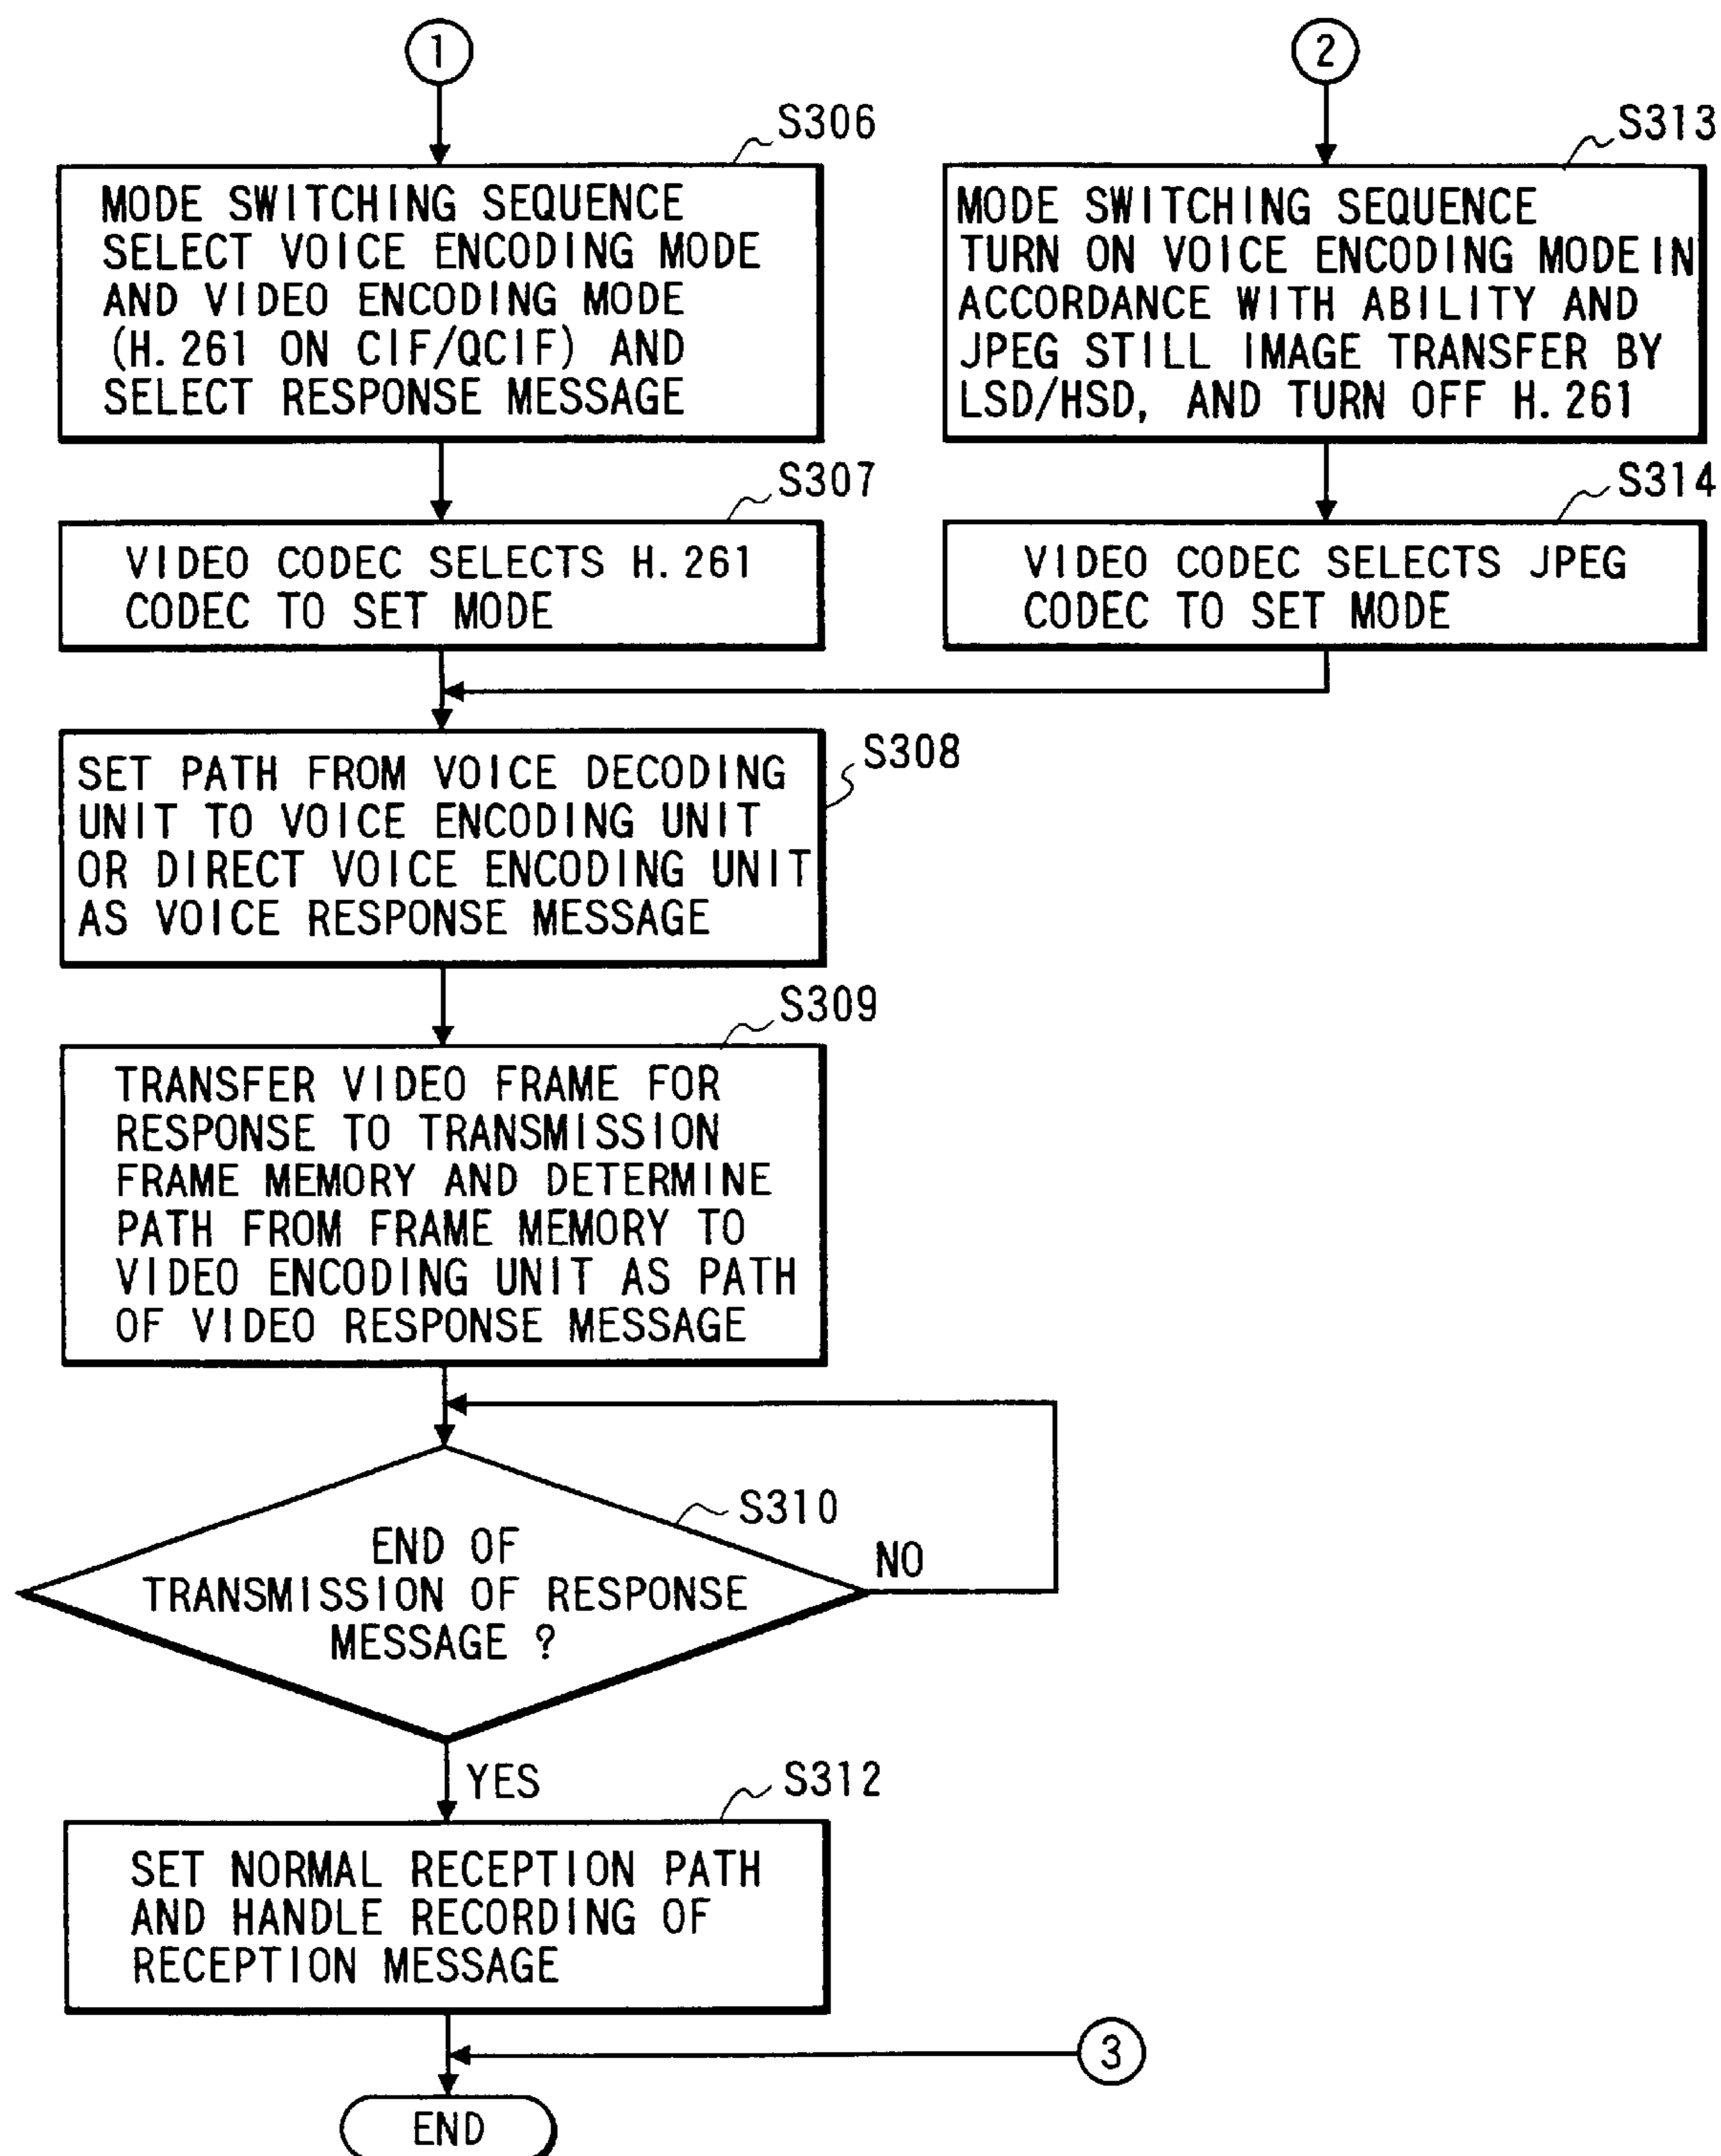 1
S306
MODE SWITCHING SEQUENCE
SELECT VOICE ENCODING MODE
AND VIDEO ENCODING MODE
(H.261 ON CIF/QCIF) AND
SELECT RESPONSE MESSAGE
S307
VIDEO CODEC SELECTS H.261
CODEC TO SET MODE
2
S313
MODE SWITCHING SEQUENCE
TURN ON VOICE ENCODING MODE IN
ACCORDANCE WITH ABILITY AND
JPEG STILL IMAGE TRANSFER BY
LSD/HSD, AND TURN OFF H.261
S314
VIDEO CODEC SELECTS JPEG
CODEC TO SET MODE
S308
SET PATH FROM VOICE DECODING
UNIT TO VOICE ENCODING UNIT
OR DIRECT VOICE ENCODING UNIT
AS VOICE RESPONSE MESSAGE
S309
TRANSFER VIDEO FRAME FOR
RESPONSE TO TRANSMISSION
FRAME MEMORY AND DETERMINE
PATH FROM FRAME MEMORY TO
VIDEO ENCODING UNIT AS PATH
OF VIDEO RESPONSE MESSAGE
S310
END OF
TRANSMISSION OF RESPONSE
MESSAGE ?
NO
YES
S312
SET NORMAL RECEPTION PATH
AND HANDLE RECORDING OF
RECEPTION MESSAGE
3
END